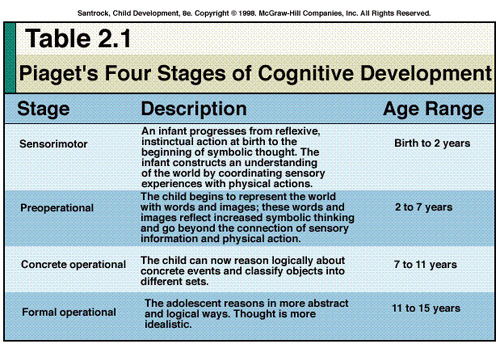 Santrock, Child Development, 8e. Copyright © 1998. McGraw-Hill Companies, Inc. All Rights Reserved.
Table 2.1
Piaget's Four Stages of Cognitive Development
Stage Description Age Range
Sensorimotor
An infant progresses from reflexive,
instinctual action at birth to the
beginning of symbolic thought. The
infant constructs an understanding
of the world by coordinating sensory
experiences with physical actions.
Birth to 2 years
Preoperational
The child begins to represent the world
with words and images; these words and
images reflect increased symbolic thinking
and go beyond the connection of sensory
information and physical action.
2 to 7 years
Concrete operational
The child can now reason logically about
concrete events and classify objects into
different sets.
7 to 11 years
Formal operational
The adolescent reasons in more abstract
and logical ways. Thought is more
idealistic.
11 to 15 years